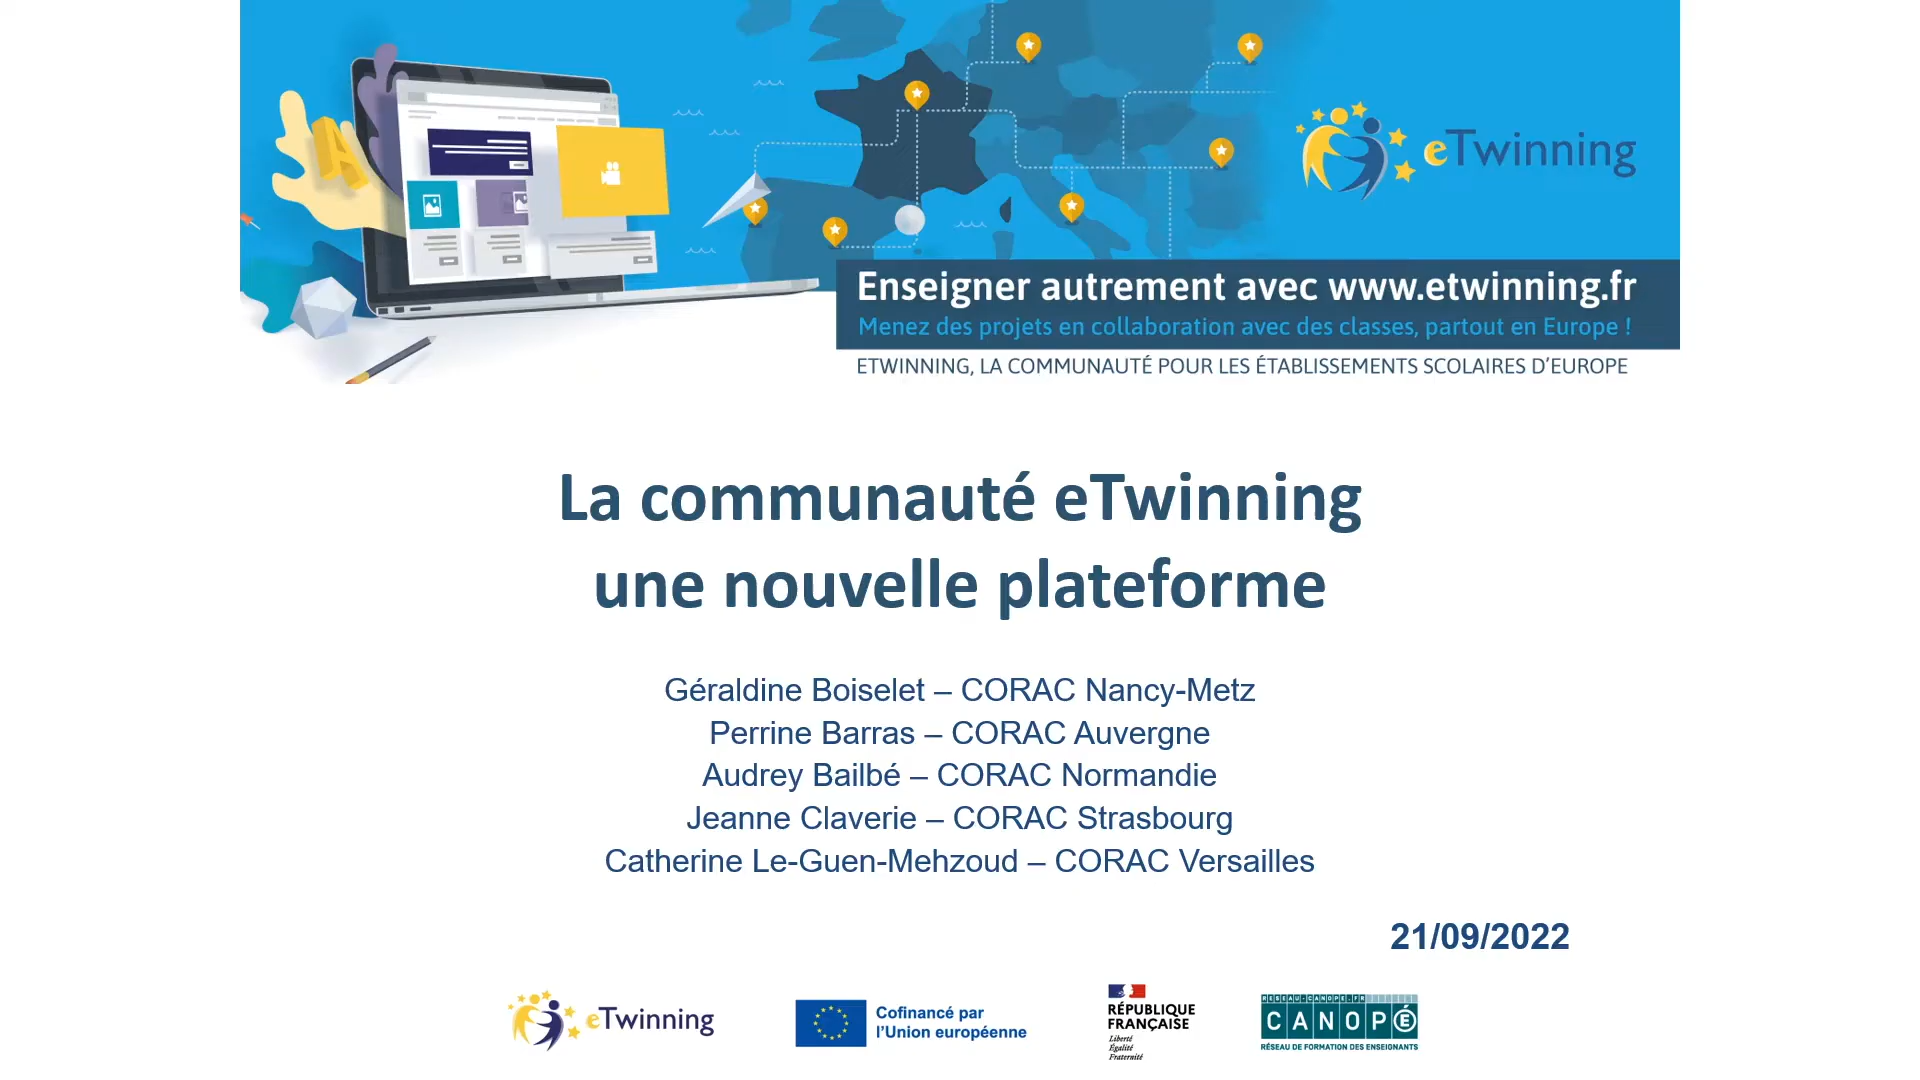 A
eTwinning
Enseigner autrement avec www.etwinning.fr
Menez des projets en collaboration avec des classes, partout en Europe !
ETWINNING, LA COMMUNAUTÉ POUR LES ÉTABLISSEMENTS SCOLAIRES D’EUROPE
La communauté eTwinning
une nouvelle plateforme
Géraldine Boiselet – CORAC Nancy-Metz
Perrine Barras – CORAC Auvergne
Audrey Bailbé – CORAC Normandie
Jeanne Claverie – CORAC Strasbourg
Catherine Le-Guen-Mehzoud – CORAC Versailles
21/09/2022
eTwinning
Cofinancé par
l’Union européenne
RÉPUBLIQUE
FRANÇAISE
Liberté
Égalité
Fraternité
RESEAU-CANOPE.FR
CANOPÉ
RÉSEAU DE FORMATION DES ENSEIGNANTS